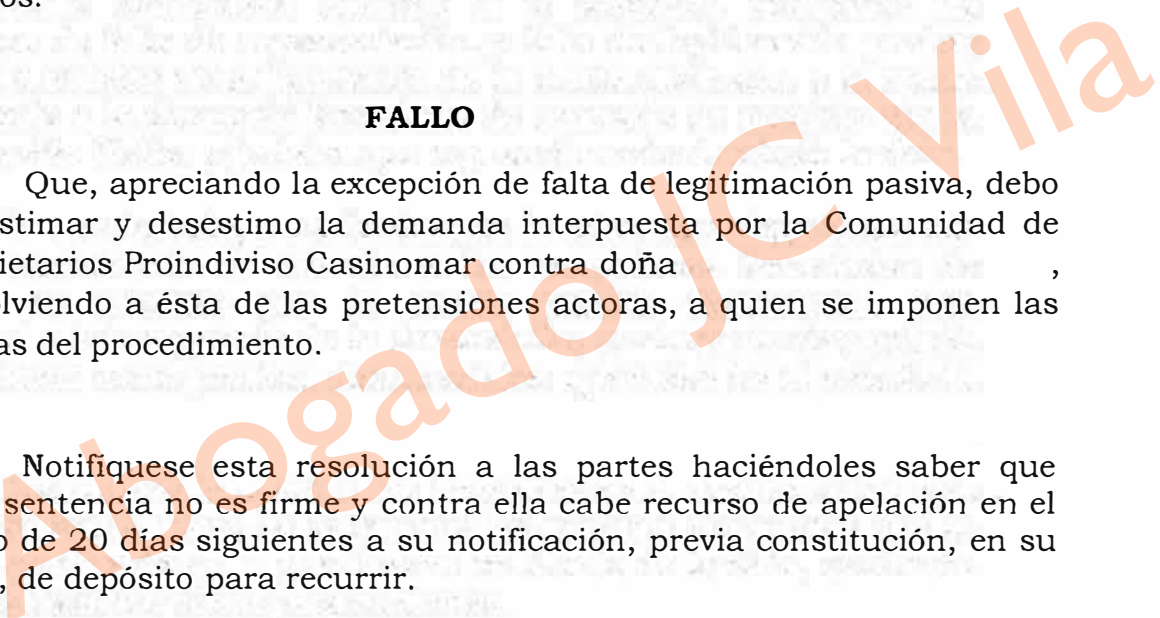 os.
FALLO
Que, apreciando la excepción de falta de legitimación pasiva, debo
stimar y desestimo la demanda interpuesta por la Comunidad de
ietarios Proindiviso Casinomar contra doña ,
lviendo a ésta de las pretensiones actoras, a quien se imponen las
as del procedimiento.
Notifíquese esta resolución a las partes haciéndoles saber que
sentencia no es firme y contra ella cabe recurso de apelación en el
o de 20 días siguientes a su notificación, previa constitución, en su
, de depósito para recurrir.
Abogado JC Vila